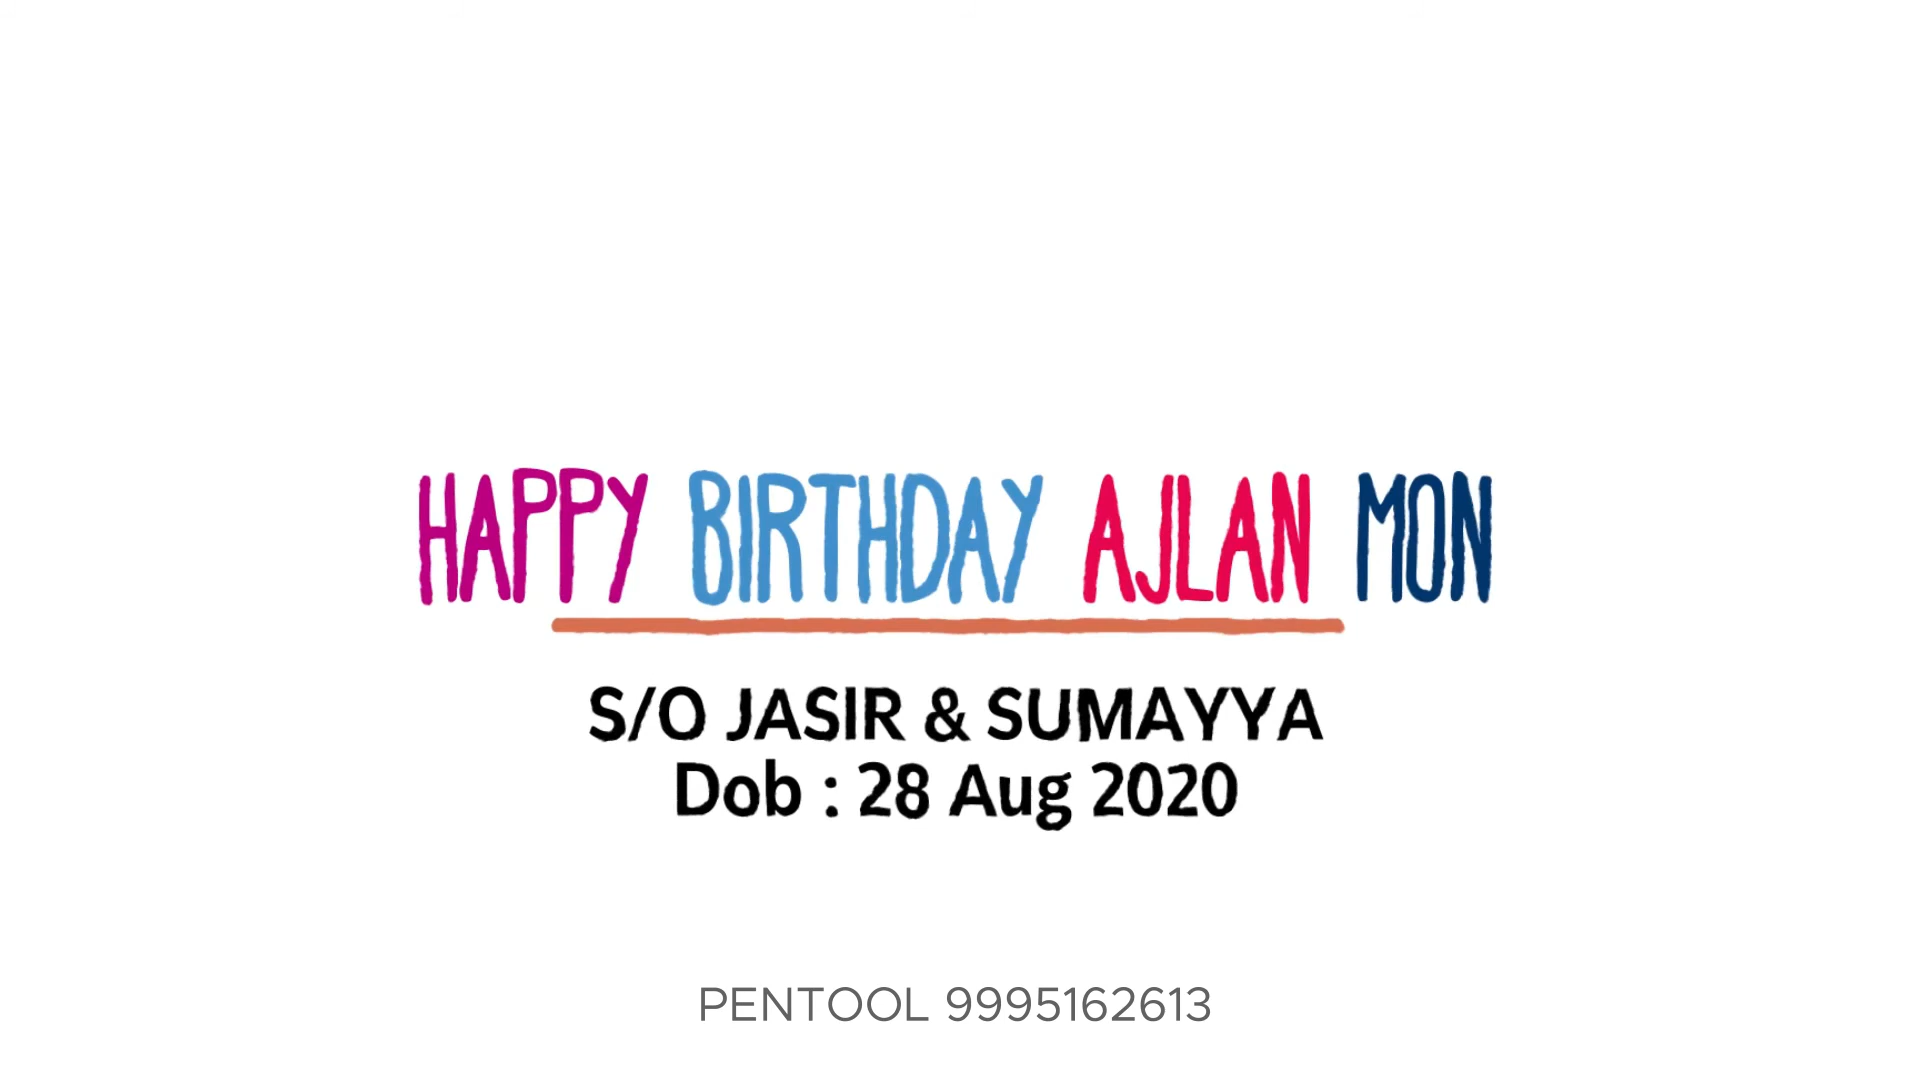 HAPPY BIRTHDAY AJLAN MON
S/O JASIR & SUMAYYA
Dob : 28 Aug 2020
PENTOOL 9995162613